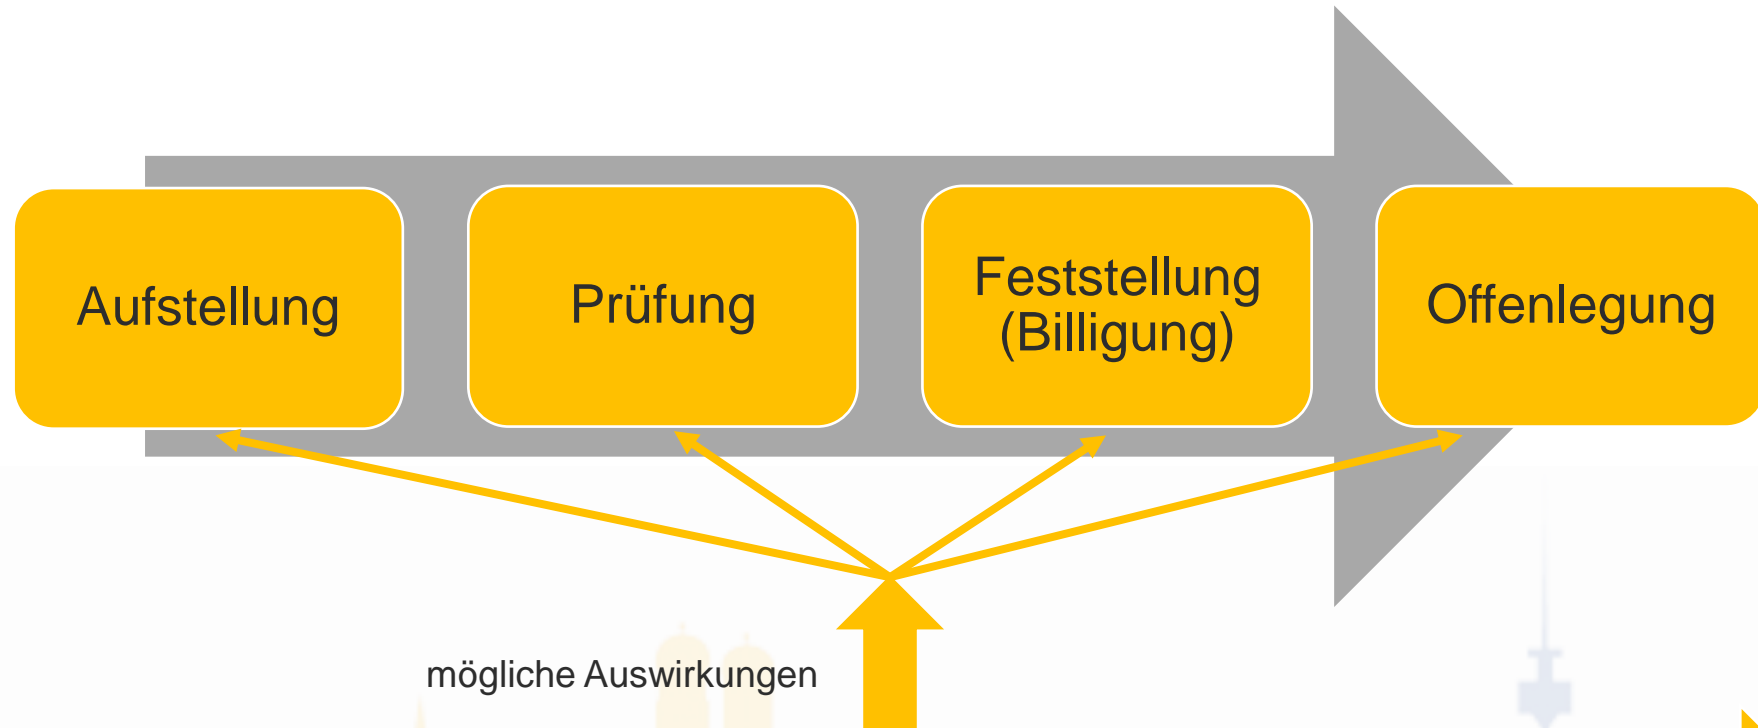 Aufstellung
Prüfung
Feststellung
(Billigung)
Offenlegung
mögliche Auswirkungen